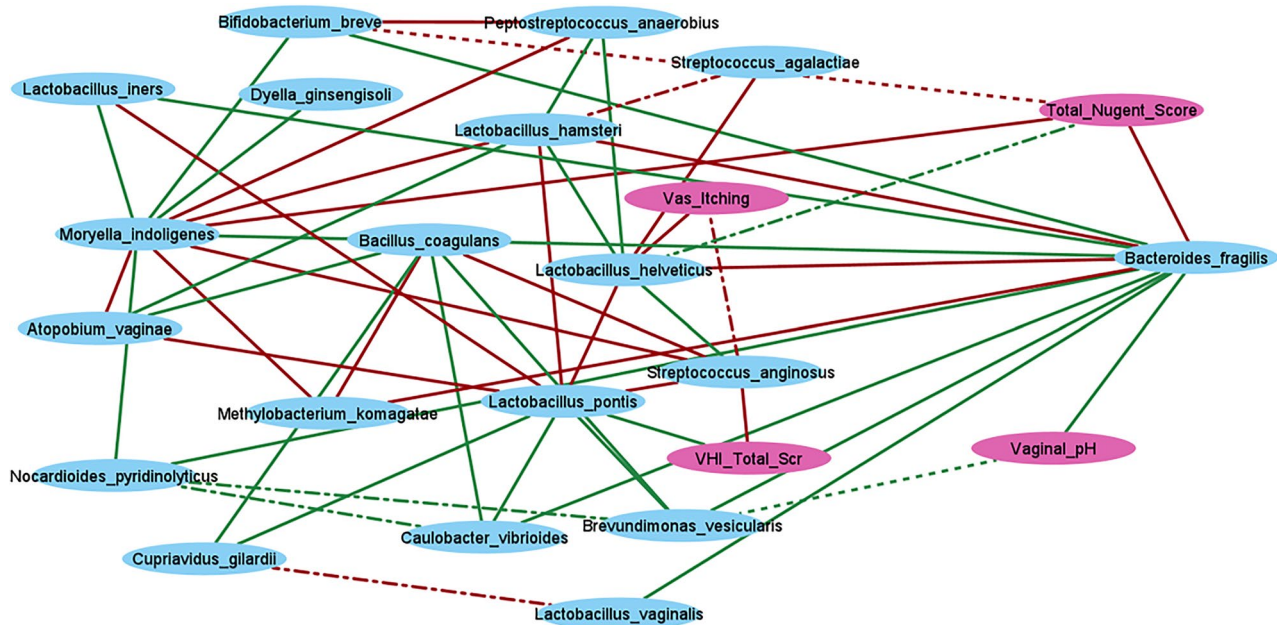 Bifidobacterium_breve
Peptostreptococcus_anaerobius
Streptococcus_agalactiae
Lactobacillus_iners
Dyella_ginsengisoli
Total_Nugent_Score
Lactobacillus_hamsteri
Vas_Itching
Moryella_indoligenes
Bacillus_coagulans
Lactobacillus_helveticus
Bacteroides_fragilis
Atopobium_vaginae
Streptococcus_anginosus
Lactobacillus_pontis
Methylobacterium_komagatae
Vaginal_pH
VHI_Total_Scr
Nocardioides_pyridinolyticus
Brevundimonas_vesicularis
Caulobacter_vibrioides
Cupriavidus_gilardii
Lactobacillus_vaginalis